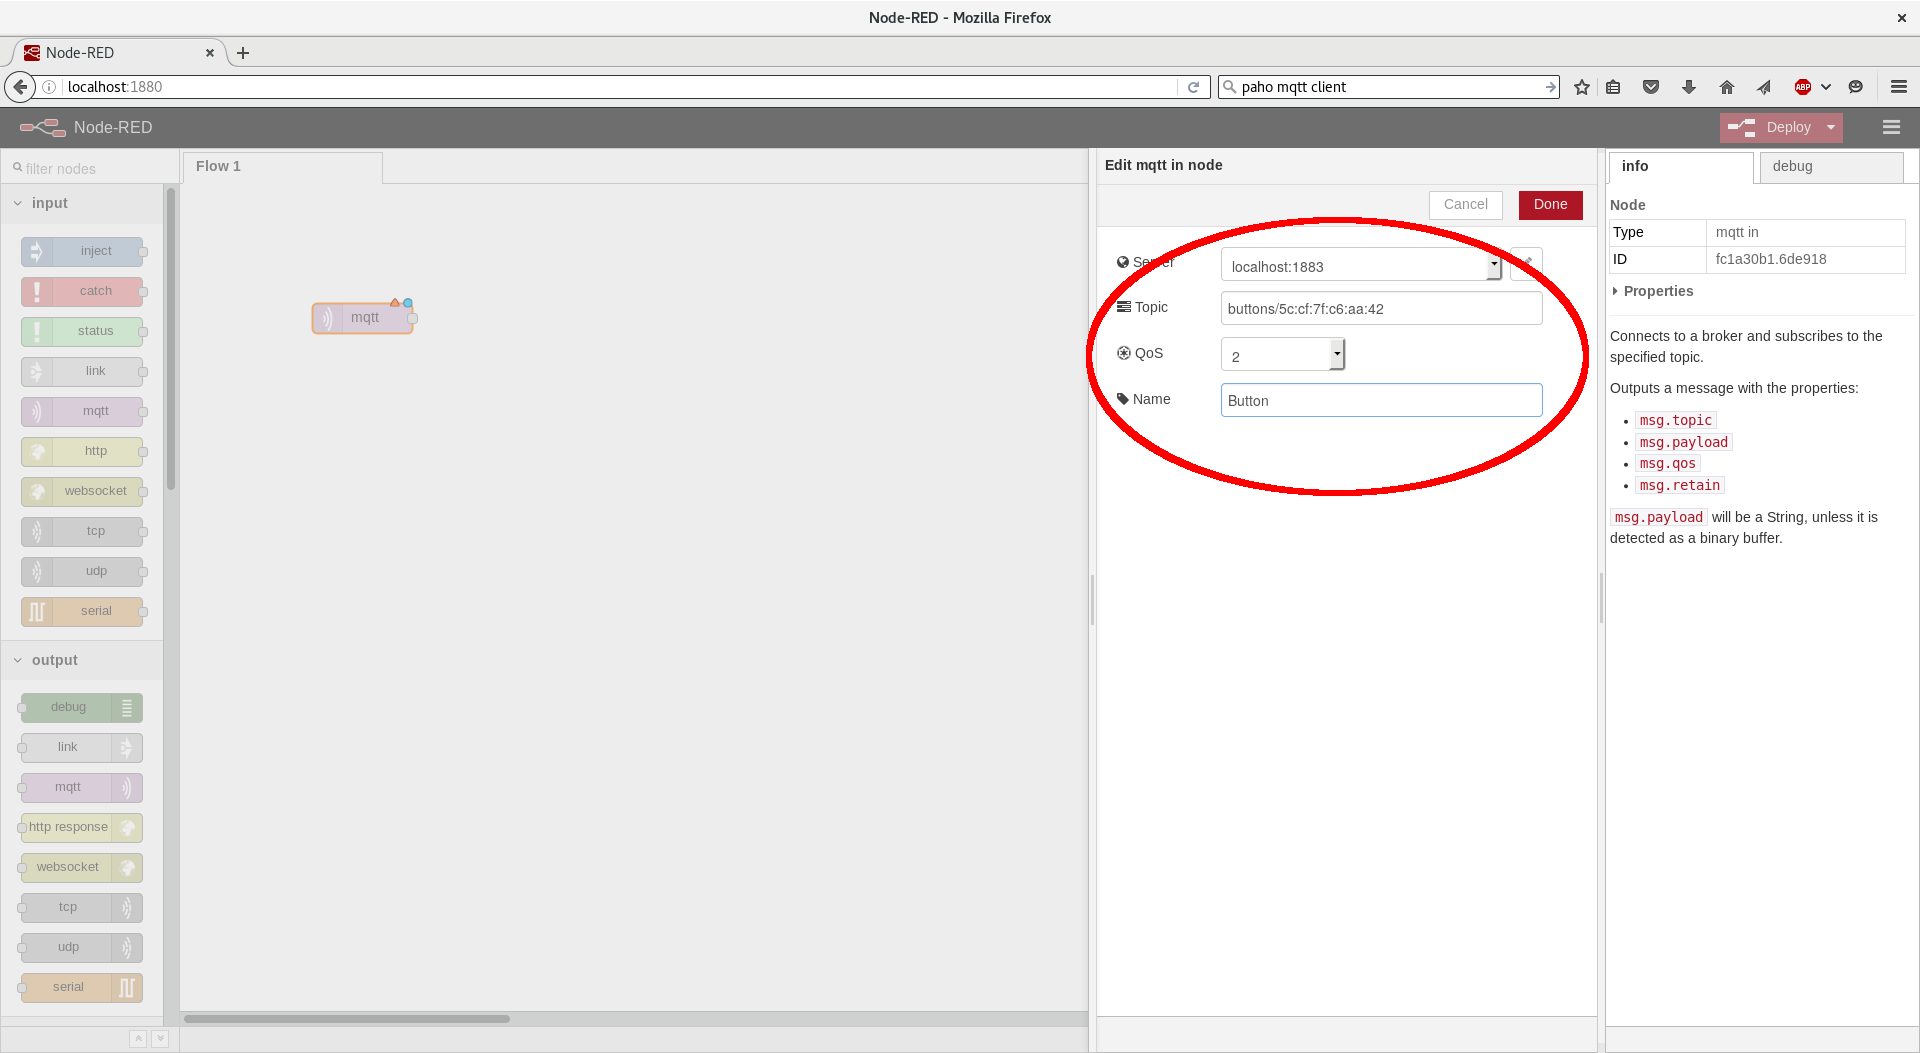 Node-RED - Mozilla Firefox
Node-RED
localhost:1880
paho mqtt client
ABP
Node-RED
Deploy
filter nodes
input
inject
catch
status
link
mqtt
http
websocket
tcp
udp
serial
output
debug
link
mqtt
http response
websocket
tcp
udp
serial
Flow 1
mqtt
Edit mqtt in node
Cancel
Done
Server
localhost:1883
Topic
buttons/5c:cf:7f:c6:aa:42
QoS
2
Name
Button
info
debug
Node
Type mqtt in
ID fc1a30b1.6de918
Properties
Connects to a broker and subscribes to the
specified topic.
Outputs a message with the properties:
msg.topic
msg.payload
msg.qos
msg.retain
msg.payload will be a String, unless it is
detected as a binary buffer.